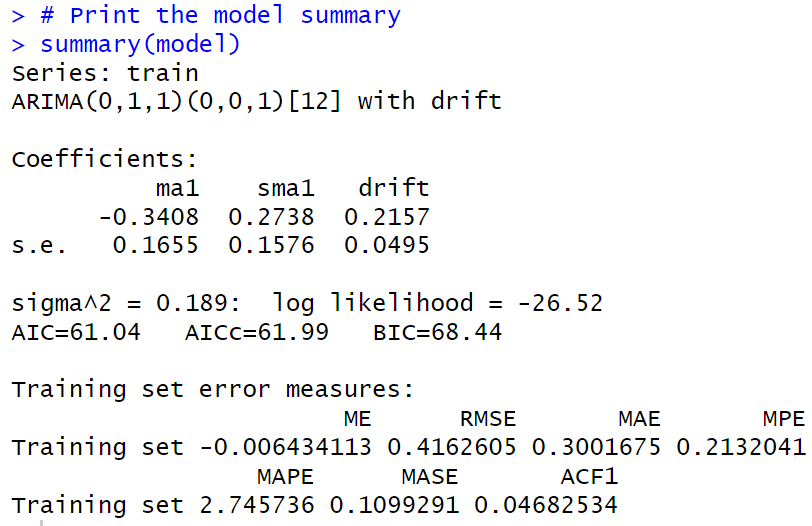 > # Print the model summary
> summary(model)
Series: train
ARIMA(0,1,1)(0,0,1)[12] with drift
Coefficients:
ma1 sma1 drift
-0.3408 0.2738 0.2157
s.e. 0.1655 0.1576 0.0495
sigma^2 = 0.189: log likelihood = -26.52
AIC=61.04 AICc=61.99 BIC=68.44
Training set error measures:
ME RMSE MAE MPE
Training set -0.006434113 0.4162605 0.3001675 0.2132041
MAPE MASE ACF1
Training set 2.745736 0.1099291 0.04682534